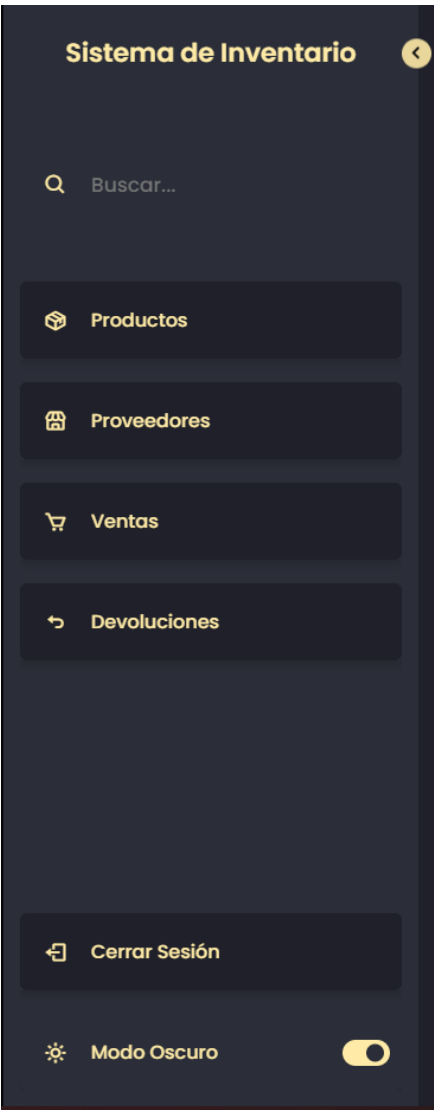 Sistema de Inventario
Buscar...
Productos
Proveedores
Ventas
Devoluciones
Cerrar Sesión
Modo Oscuro